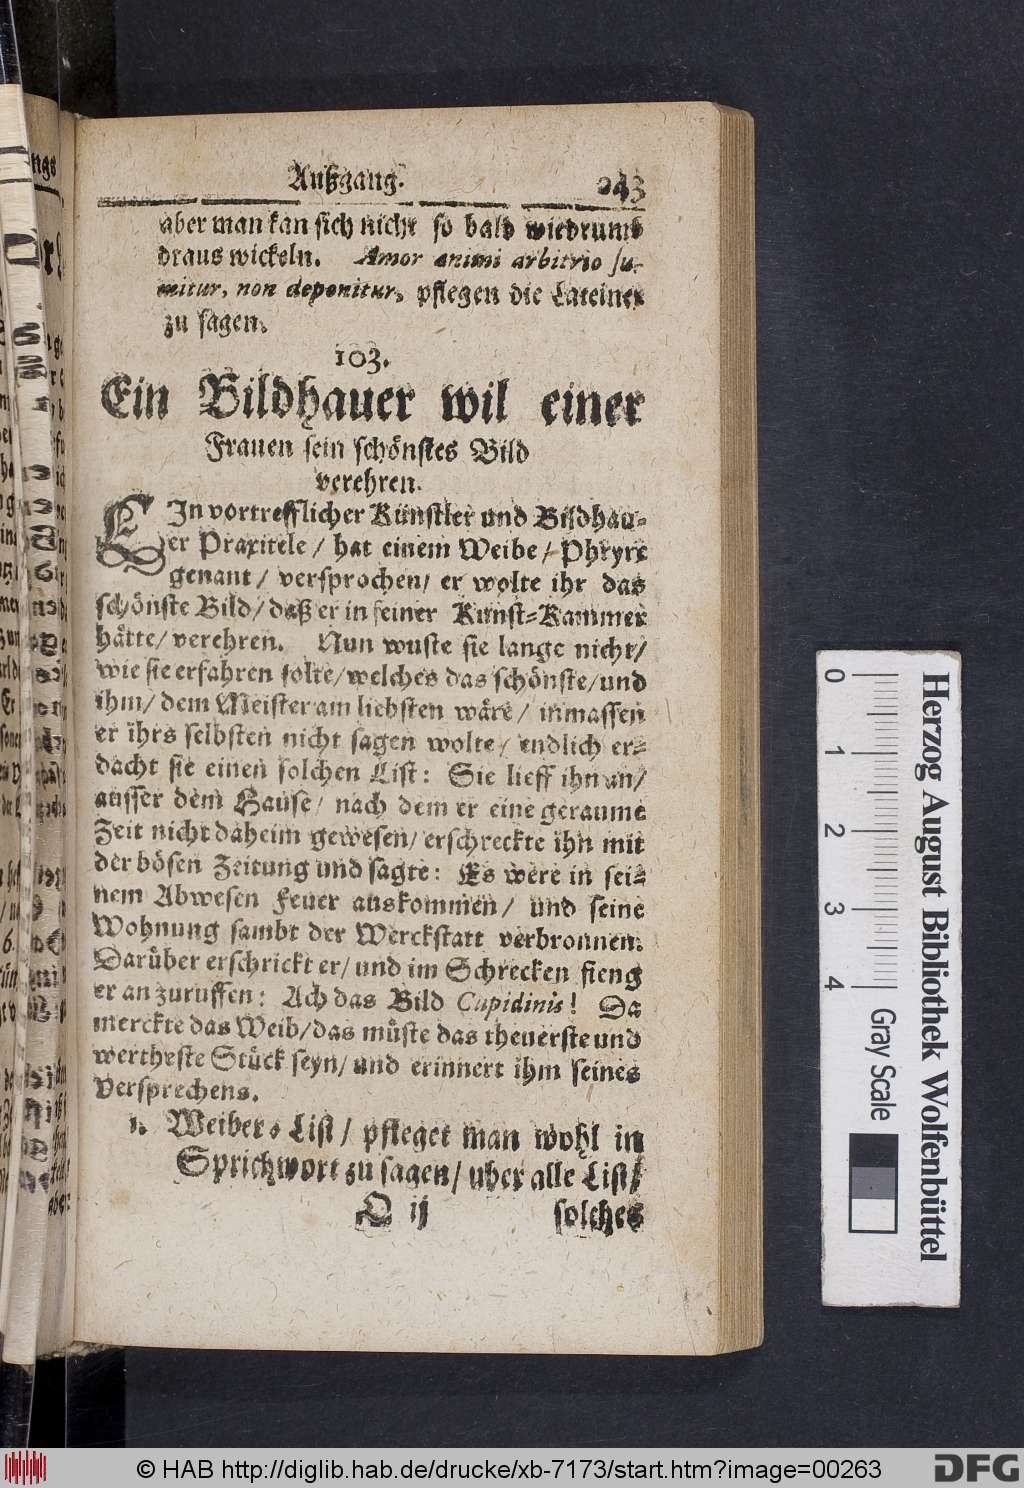 Außgang. 243
aber man kan sich nicht so bald wiedrumb
draus wickeln. Amor animi arbitrio su-
mitur, non deponitur, pflegen die Lateiner
zu sagen.
103.
Ein Bildhauer wil einer
Frauen sein schönstes Bild
verehren.
EIn vortrefflicher Künstler und Bildhau-
er Praxitele / hat einem Weibe / Phryre
genant / versprochen / er wolte ihr das
schönste Bild / daß er in seiner Kunst-Kammer
hätte / verehren. Nun wuste sie lange nicht /
wie sie erfahren solte / welches das schönste / und
ihm / dem Meister am liebsten wäre / inmassen
er ihrs selbsten nicht sagen wolte / endlich er-
dacht sie einen solchen List: Sie lieff ihn an /
ausser dem Hause / nach dem er eine geraume
Zeit nicht daheim gewesen / erschreckte ihn mit
der bösen Zeitung und sagte: Es were in sei-
nem Abwesen Feuer auskommen / und seine
Wohnung sambt der Werckstatt verbronnen.
Darüber erschrickt er / und im Schrecken fieng
er an zuruffen: Ach das Bild Cupidinis! Da
merckte das Weib / das müste das theuerste und
wertheste Stück seyn / und erinnert ihm seines
Versprechens.
1. Weiber-List / pfleget man wohl in
Sprichwort zu sagen / uber alle List /
O ij solches
0 1 2 3 4
Herzog August Bibliothek Wolfenbüttel
Gray Scale
© HAB http://diglib.hab.de/drucke/xb-7173/start.htm?image=00263
DFG